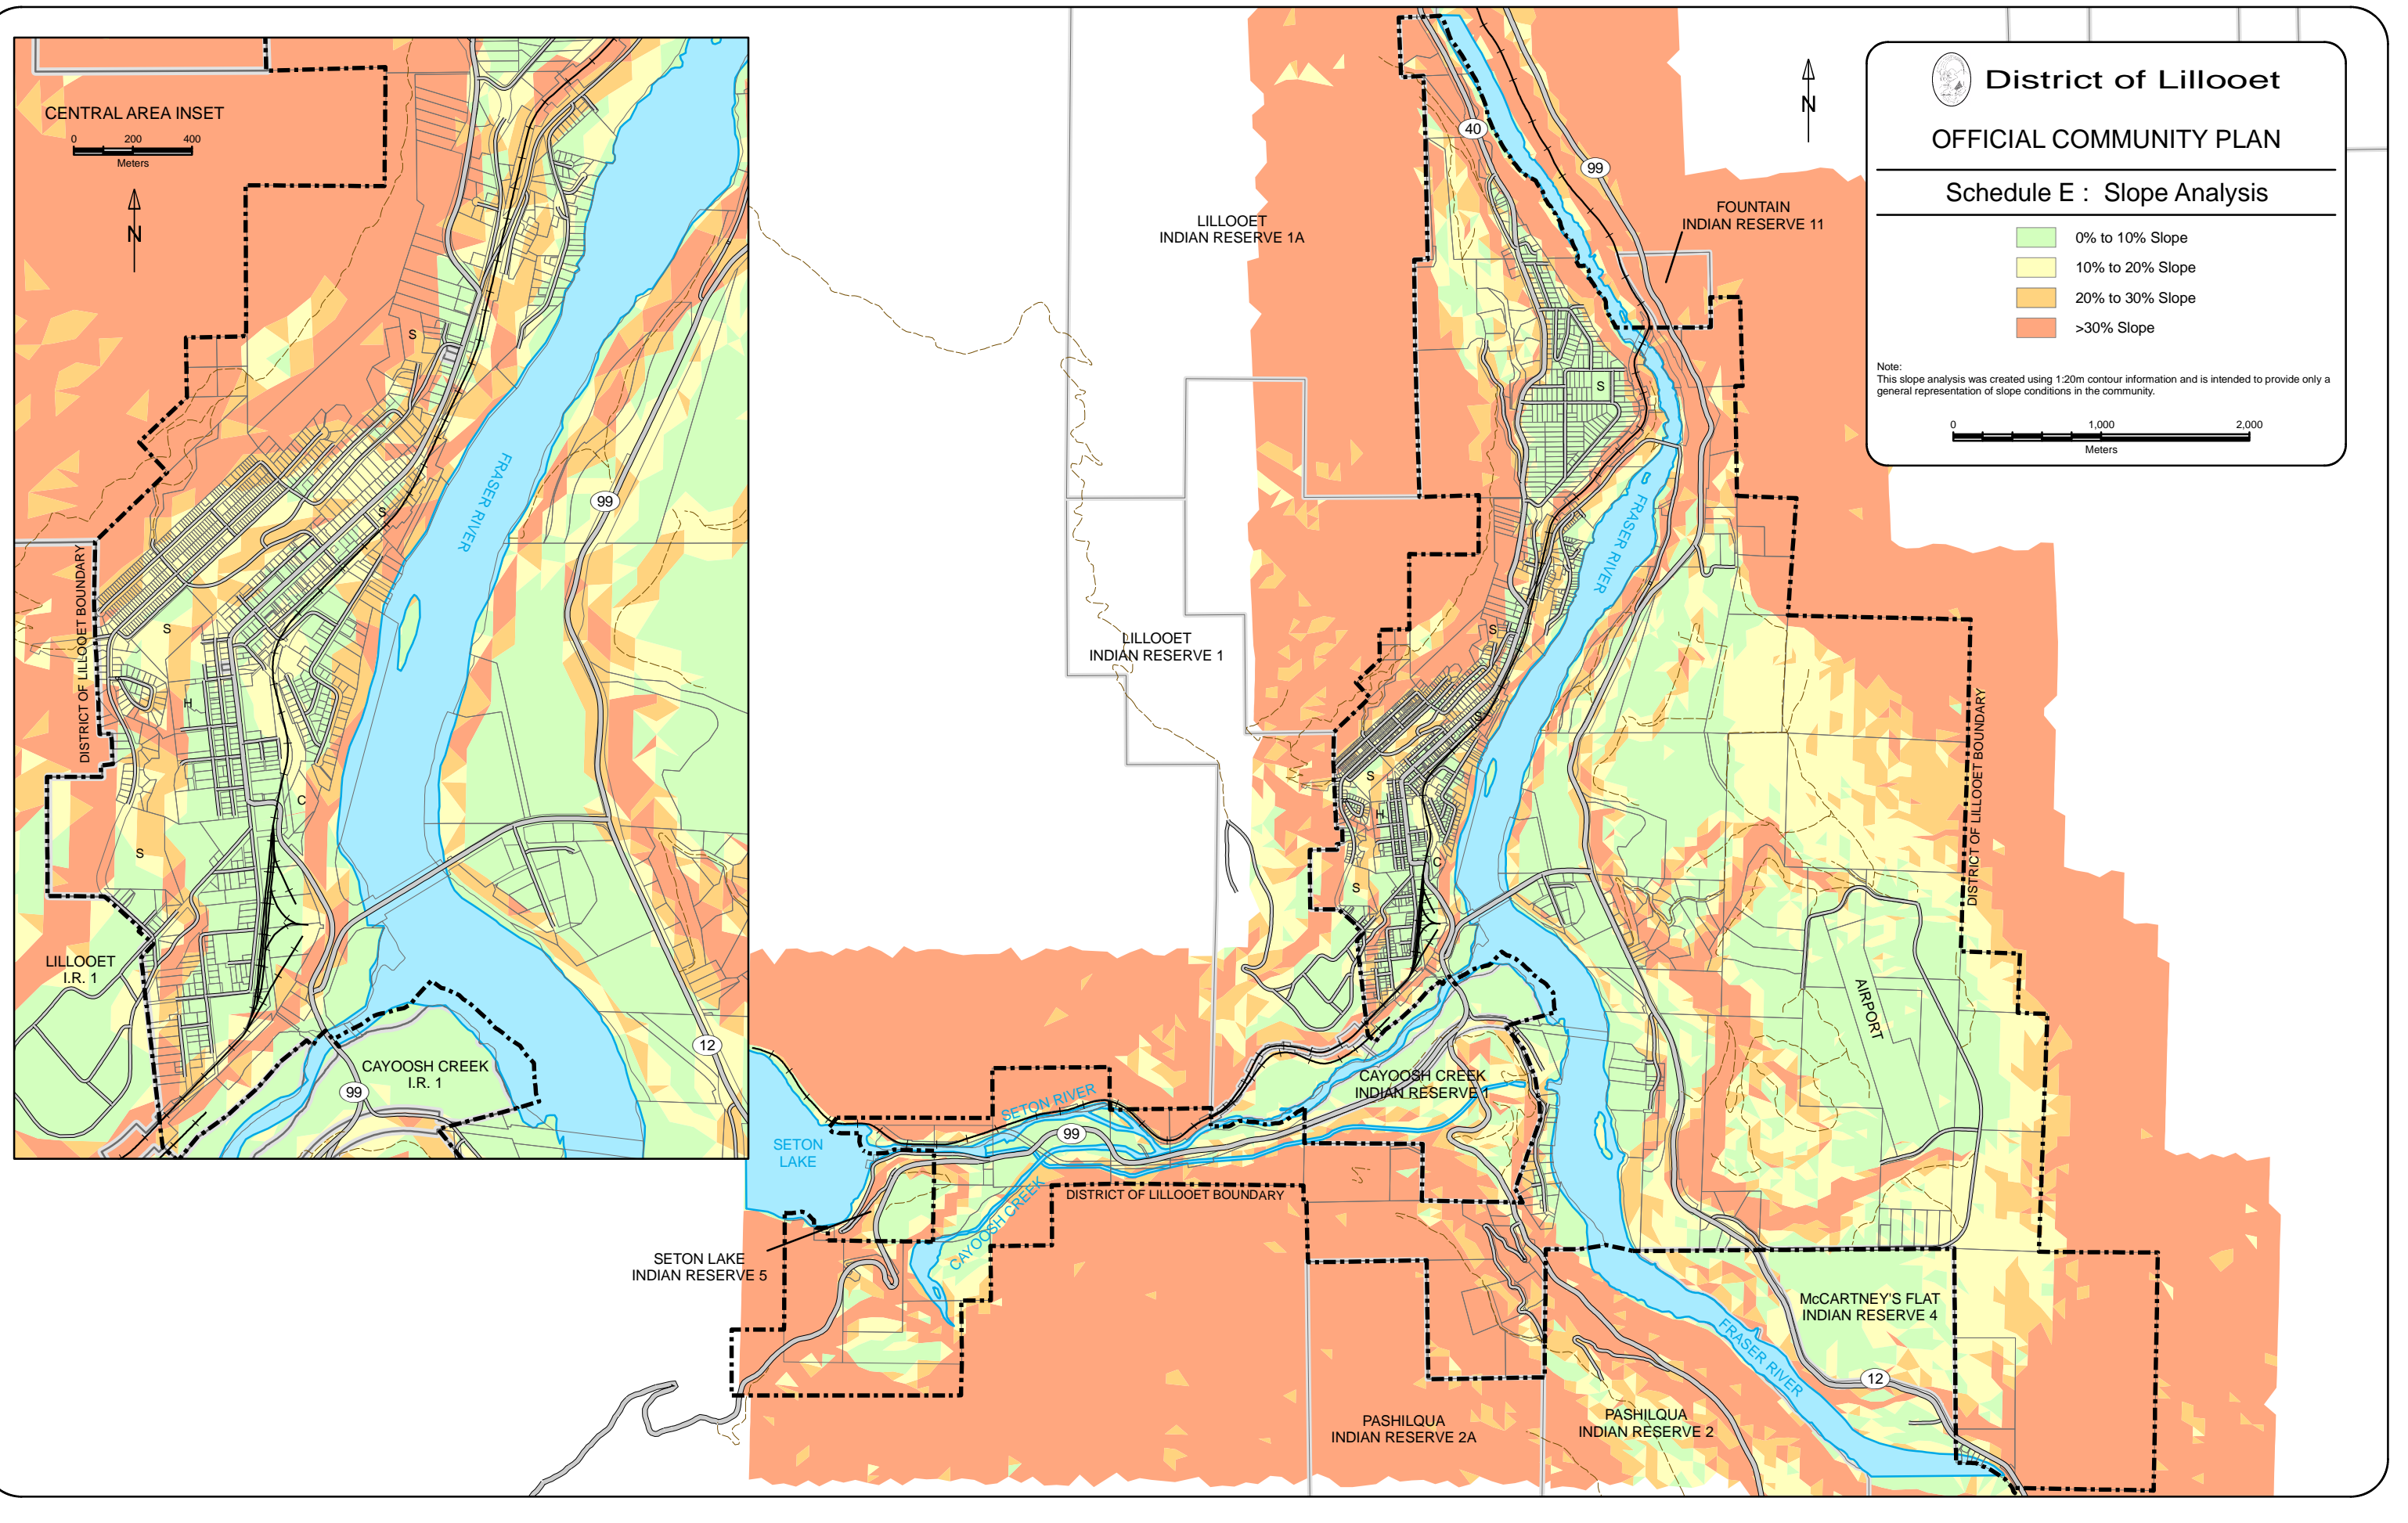 CENTRAL AREA INSET
0 200 400
Meters
N
S
FRASER RIVER
99
S
DISTRICT OF LILLOOET BOUNDARY
S
H
C
S
LILLOOET
I.R. 1
12
CAYOOSH CREEK
I.R. 1
99
District of Lillooet
OFFICIAL COMMUNITY PLAN
Schedule E : Slope Analysis
0% to 10% Slope
10% to 20% Slope
20% to 30% Slope
>30% Slope
Note:
This slope analysis was created using 1:20m contour information and is intended to provide only a
general representation of slope conditions in the community.
0 1,000 2,000
Meters
N
40
99
LILLOOET
INDIAN RESERVE 1A
FOUNTAIN
INDIAN RESERVE 11
S
FRASER RIVER
LILLOOET
INDIAN RESERVE 1
S
S
S
H
C
S
DISTRICT OF LILLOOET BOUNDARY
AIRPORT
CAYOOSH CREEK
INDIAN RESERVE 1
SETON RIVER
99
SETON
LAKE
DISTRICT OF LILLOOET BOUNDARY
CAYOOSH CREEK
SETON LAKE
INDIAN RESERVE 5
McCARTNEY'S FLAT
INDIAN RESERVE 4
FRASER RIVER
12
PASHILQUA
INDIAN RESERVE 2A
PASHILQUA
INDIAN RESERVE 2